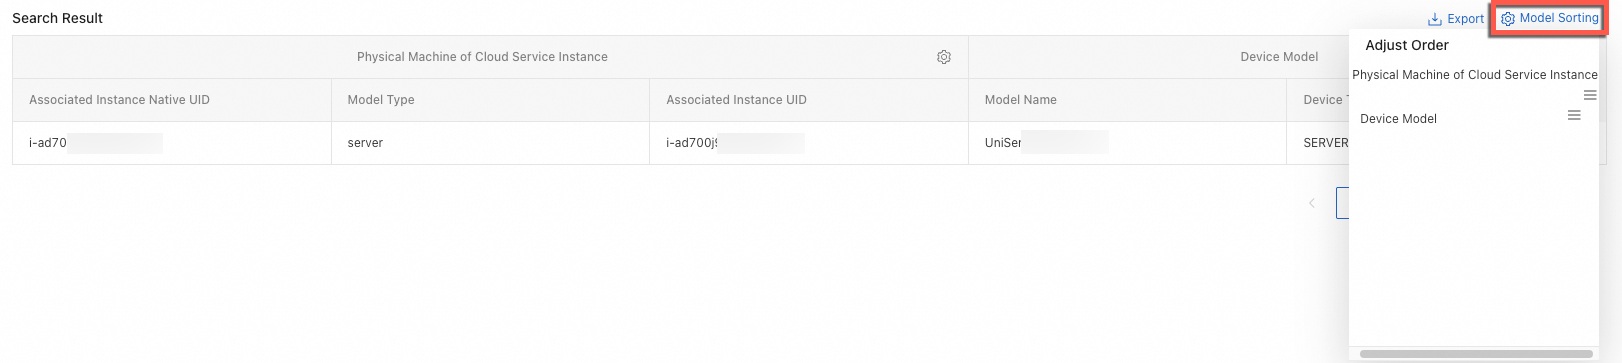 Search Result
Export
Model Sorting
Physical Machine of Cloud Service Instance
Device Model
Adjust Order
Physical Machine of Cloud Service Instance
Device Model
Associated Instance Native UID
Model Type
Associated Instance UID
Model Name
Device
i-ad70
server
i-ad700j
UniSer
SERVER